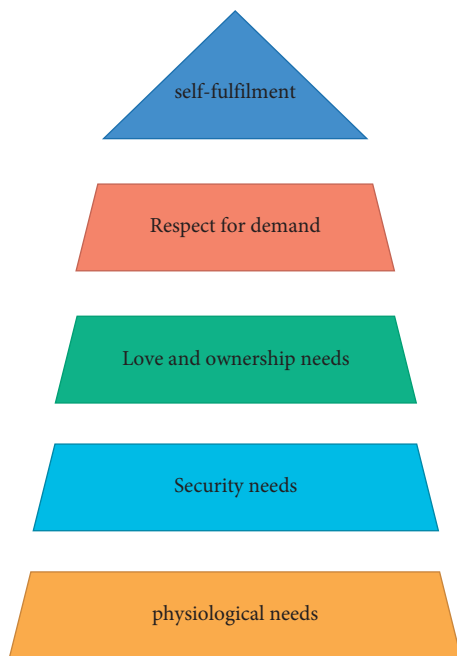 self-fulfilment
Respect for demand
Love and ownership needs
Security needs
physiological needs